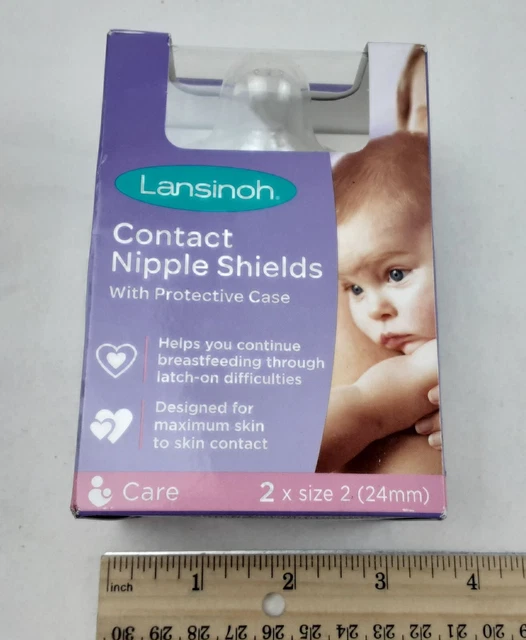 Lansinoh®
Contact
Nipple Shields
With Protective Case
Helps you continue
breastfeeding through
latch-on difficulties
Designed for
maximum skin
to skin contact
Care
2 x size 2 (24mm)
inch 1 2 3 4
30 29 28 27 26 25 24 23 22 21 20